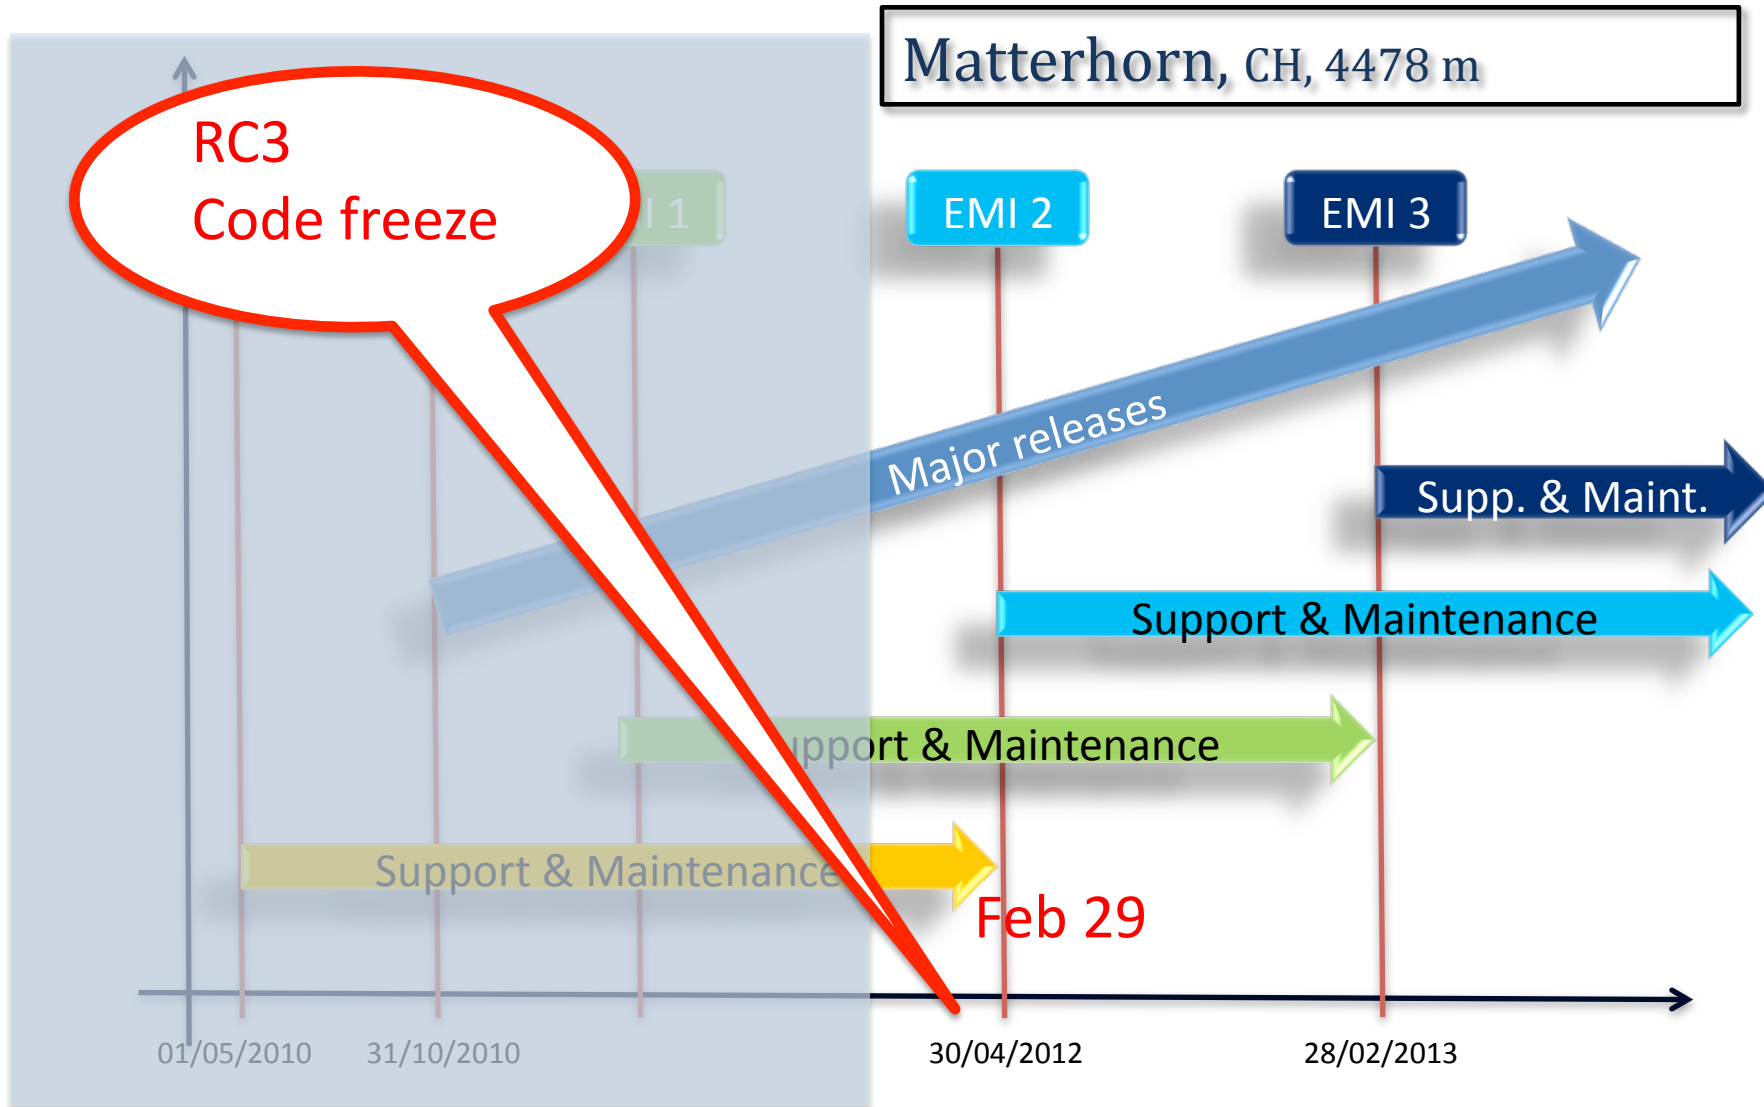 Matterhorn, CH, 4478 m
RC3
Code freeze
1
EMI 2
EMI 3
Major releases
Supp. & Maint.
Support & Maintenance
& Maintenance
Support & Maintenance
Feb 29
01/05/2010
31/10/2010
30/04/2012
28/02/2013